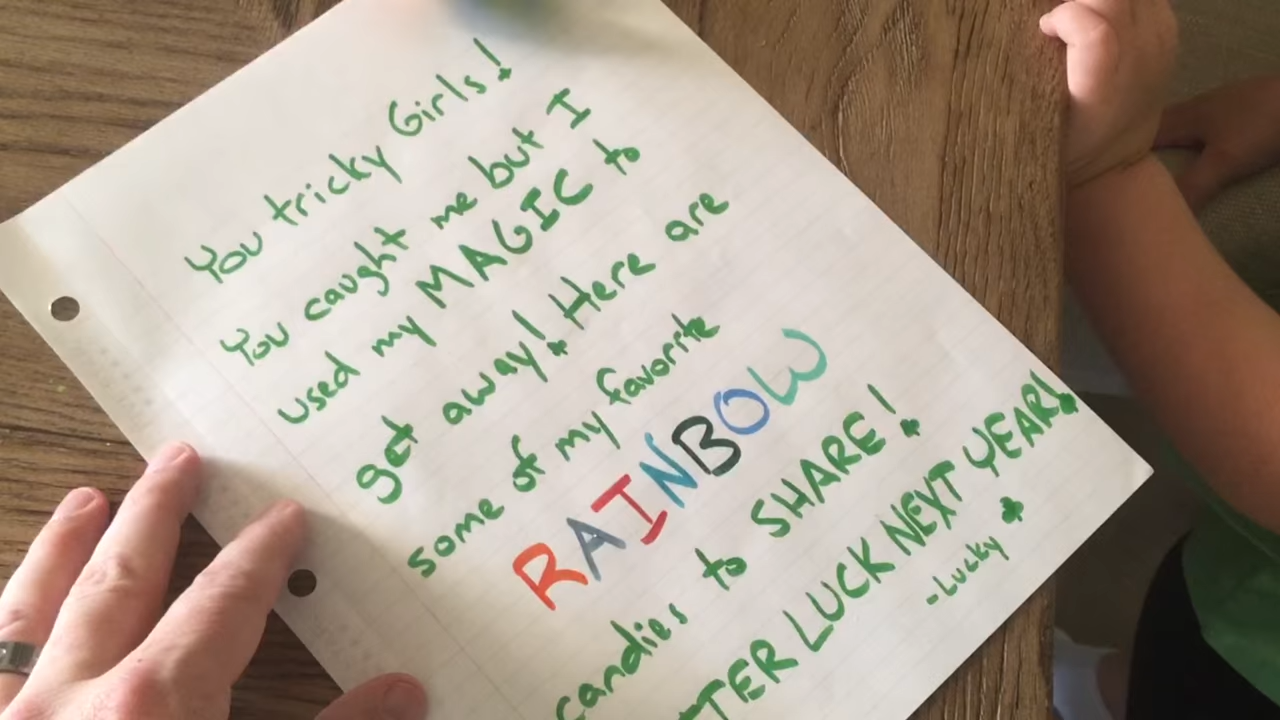 You tricky Girls!
You caught me but I
used my MAGIC to
get away! Here are
some of my favorite
RAINBOW
candies to SHARE!
TTER LUCK NEXT YEAR!
-Lucky